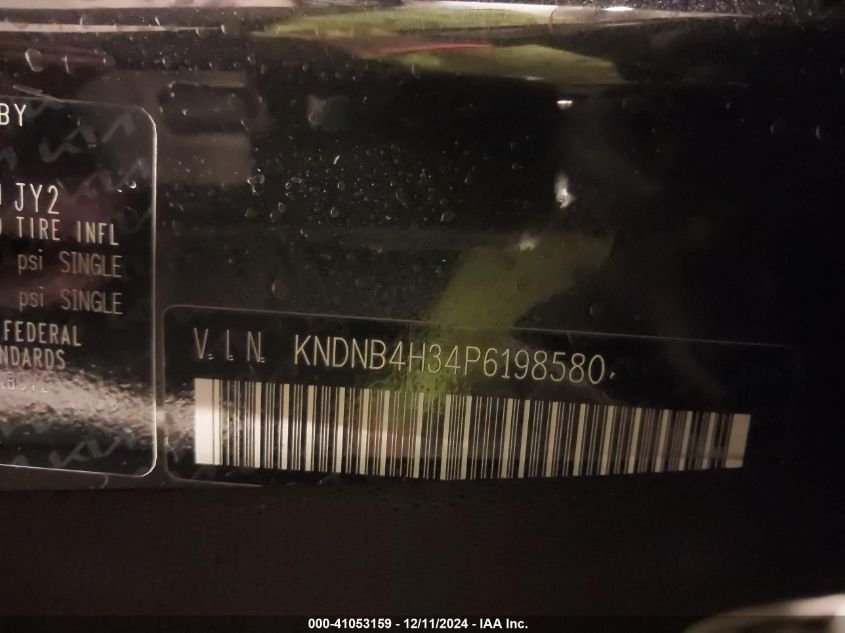 BY
JY2
TIRE INFL
psi SINGLE
psi SINGLE
FEDERAL
NDARDS
V.I.N. KNDNB4H34P6198580
000-41053159 - 12/11/2024 - IAA Inc.